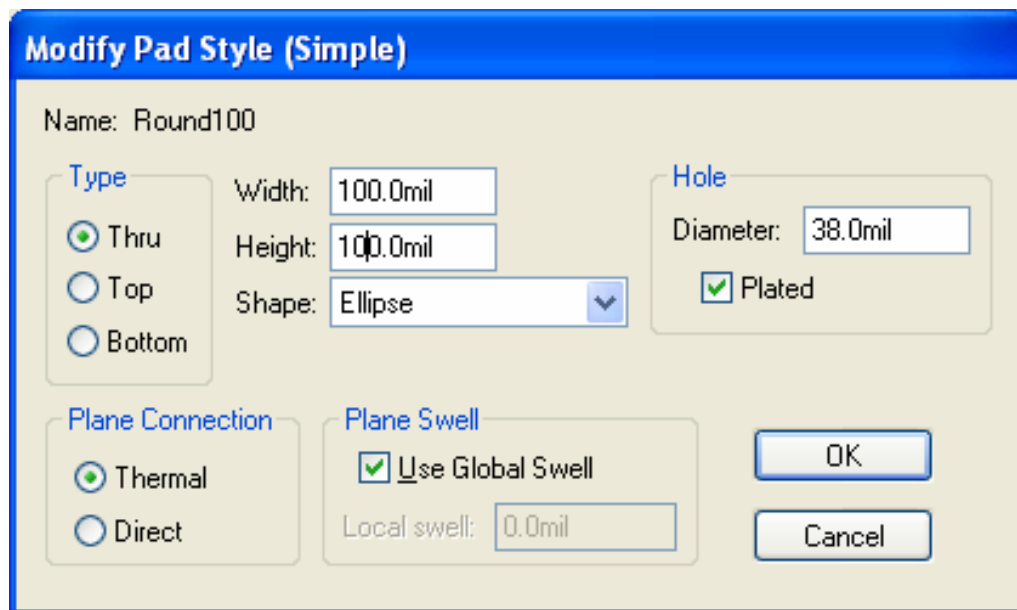 Modify Pad Style (Simple)
Name: Round100
Type
Thru
Top
Bottom
Width: 100.0mil
Height: 100.0mil
Shape: Ellipse
Hole
Diameter: 38.0mil
Plated
Plane Connection
Thermal
Direct
Plane Swell
Use Global Swell
Local swell: 0.0mil
OK
Cancel